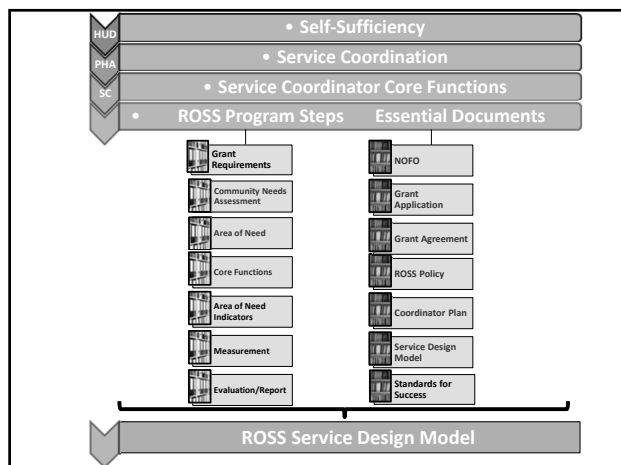 HUD
• Self-Sufficiency
PHA
• Service Coordination
SC
• Service Coordinator Core Functions
• ROSS Program Steps Essential Documents
Grant
Requirements
Community Needs
Assessment
Area of Need
Core Functions
Area of Need
Indicators
Measurement
Evaluation/Report
NOFO
Grant
Application
Grant Agreement
ROSS Policy
Coordinator Plan
Service Design
Model
Standards for
Success
ROSS Service Design Model